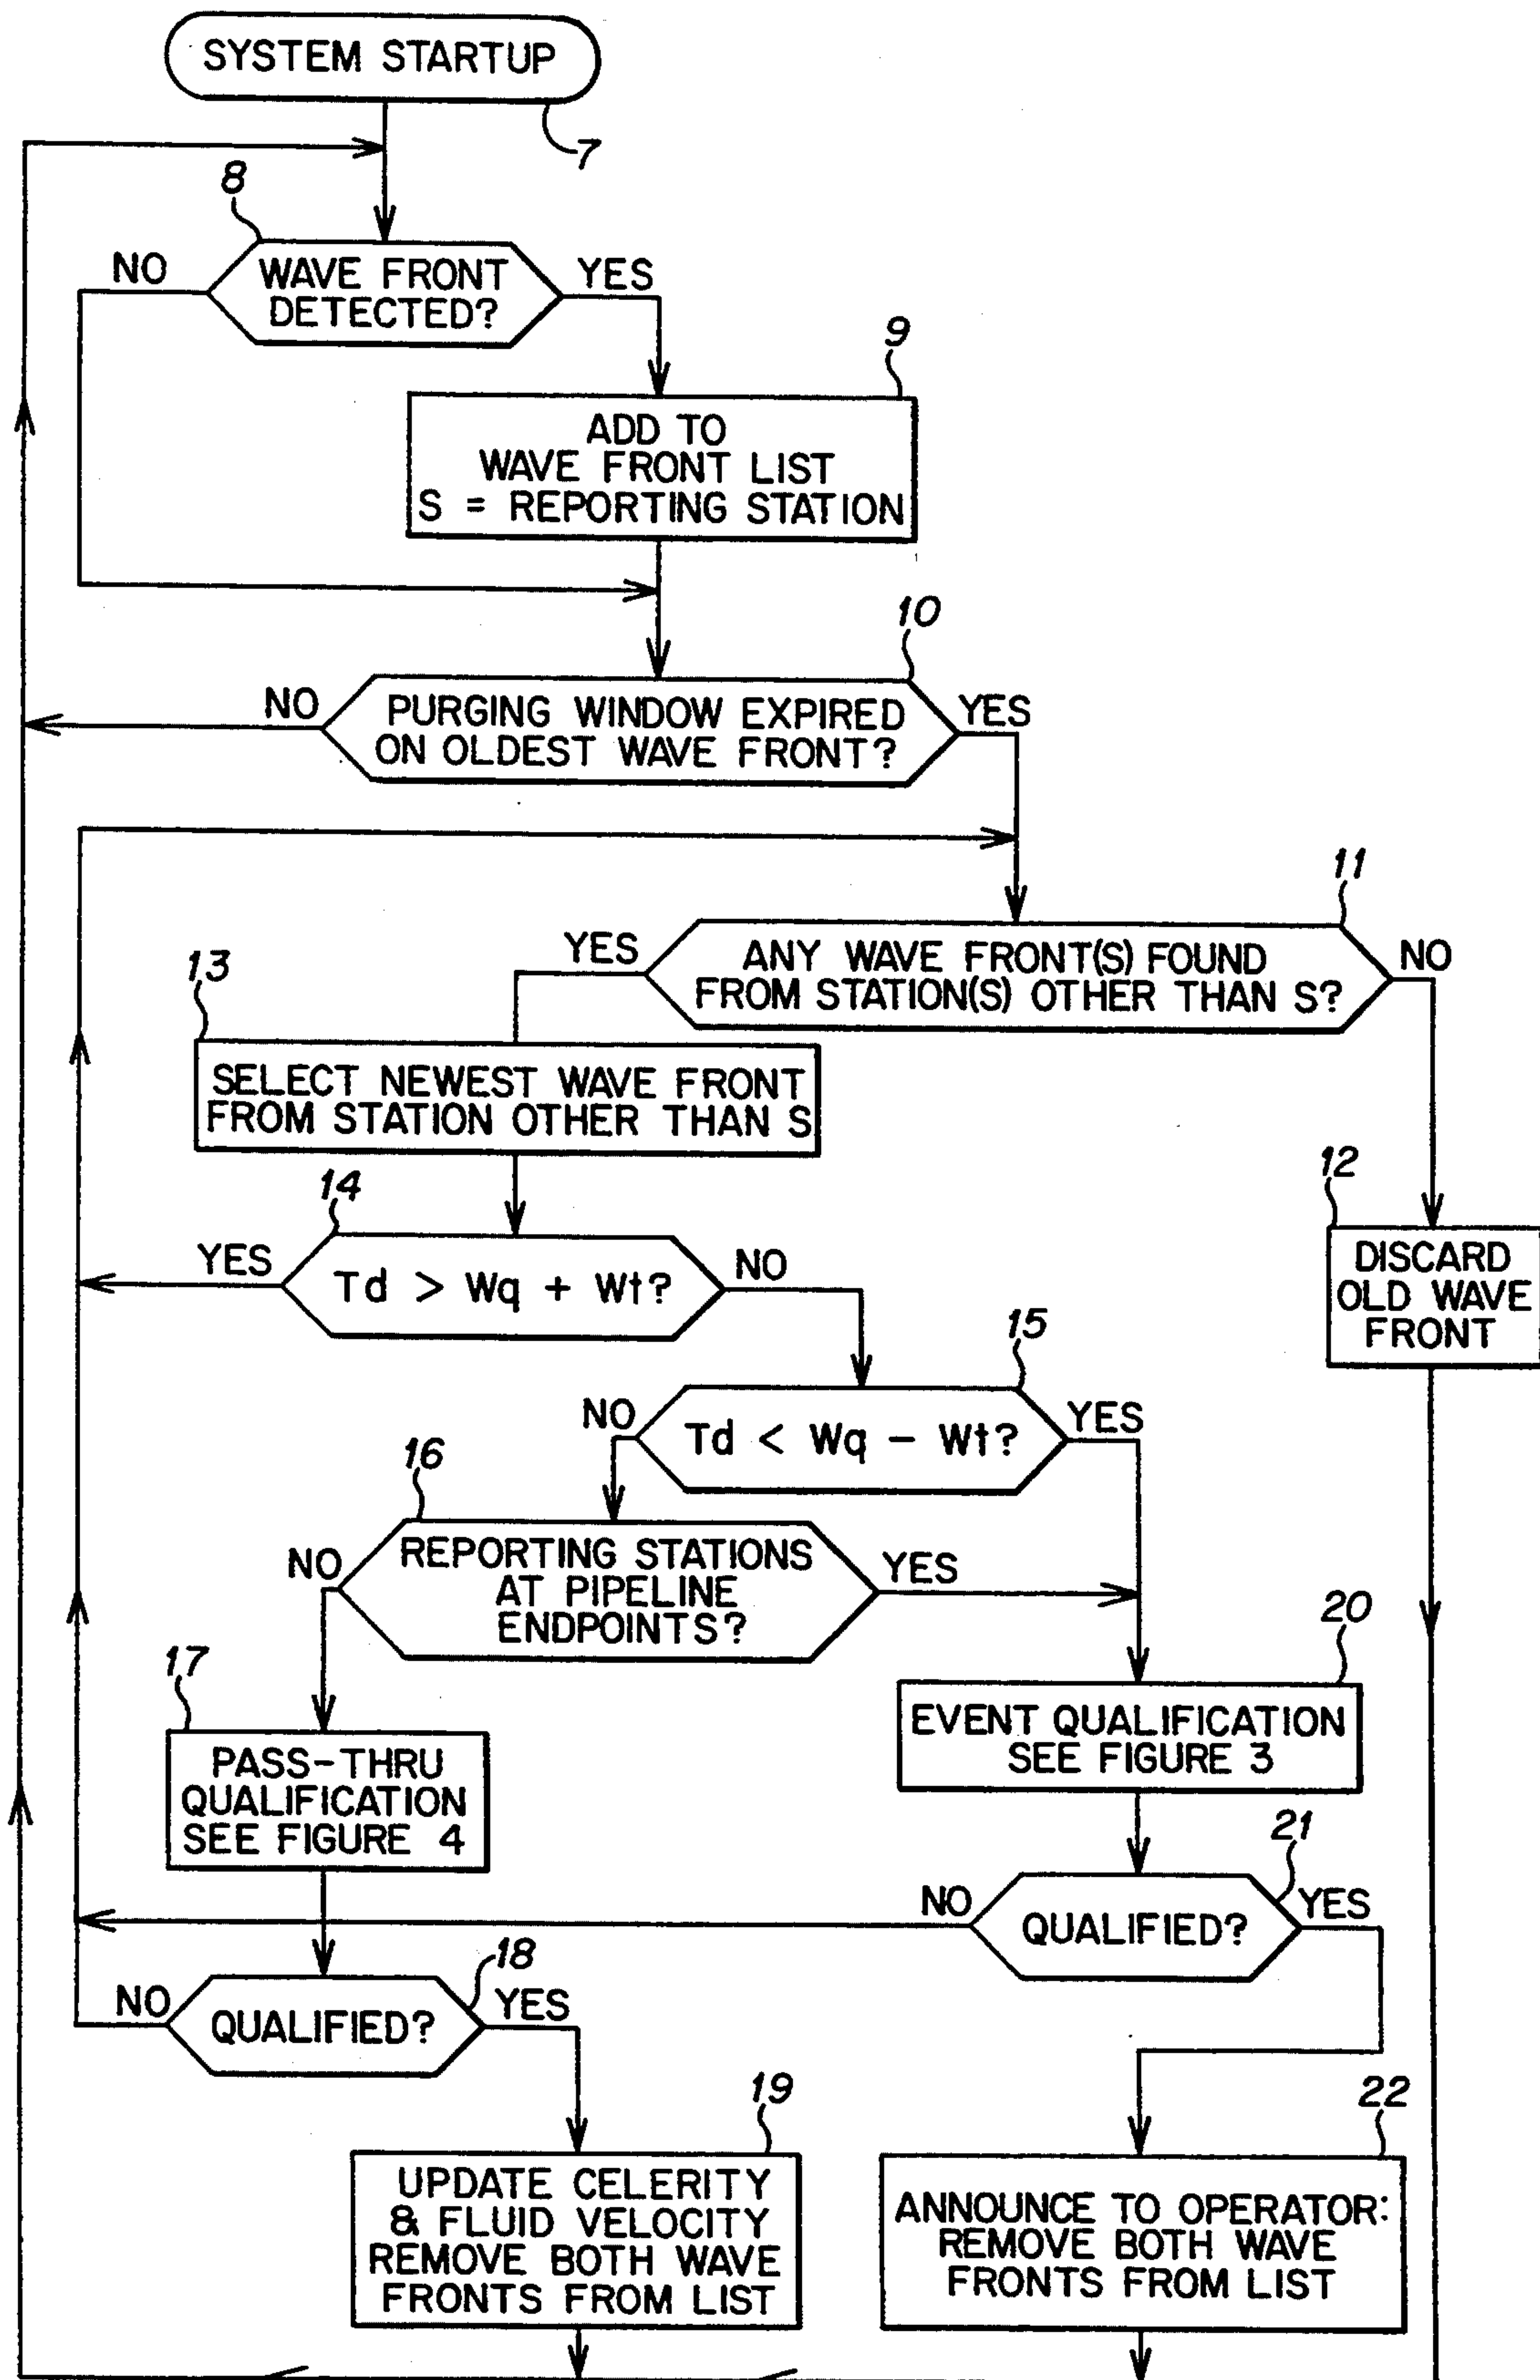 SYSTEM STARTUP
7
8
NO
WAVE FRONT
DETECTED?
YES
9
ADD TO
WAVE FRONT LIST
S = REPORTING STATION
10
NO
PURGING WINDOW EXPIRED
ON OLDEST WAVE FRONT?
YES
11
YES
ANY WAVE FRONT(S) FOUND
FROM STATION(S) OTHER THAN S?
NO
13
SELECT NEWEST WAVE FRONT
FROM STATION OTHER THAN S
12
DISCARD
OLD WAVE
FRONT
14
YES
Td > Wq + Wt?
NO
15
NO
Td < Wq - Wt?
YES
16
NO
REPORTING STATIONS
AT PIPELINE
ENDPOINTS?
YES
17
PASS-THRU
QUALIFICATION
SEE FIGURE 4
20
EVENT QUALIFICATION
SEE FIGURE 3
21
NO
QUALIFIED?
YES
18
NO
QUALIFIED?
YES
19
UPDATE CELERITY
& FLUID VELOCITY
REMOVE BOTH WAVE
FRONTS FROM LIST
22
ANNOUNCE TO OPERATOR:
REMOVE BOTH WAVE
FRONTS FROM LIST